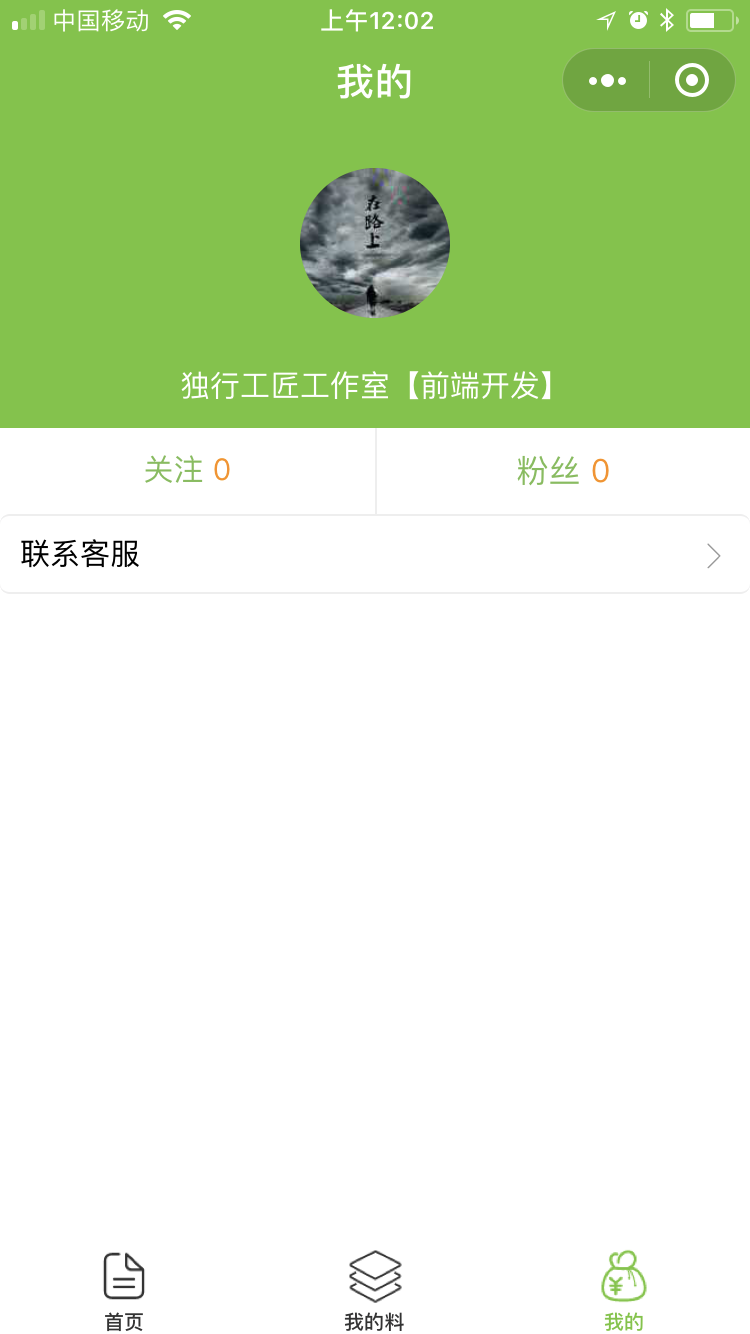 中国移动 上午12:02
我的
在路上
独行工匠工作室【前端开发】
关注 0 粉丝 0
联系客服
首页 我的料 我的